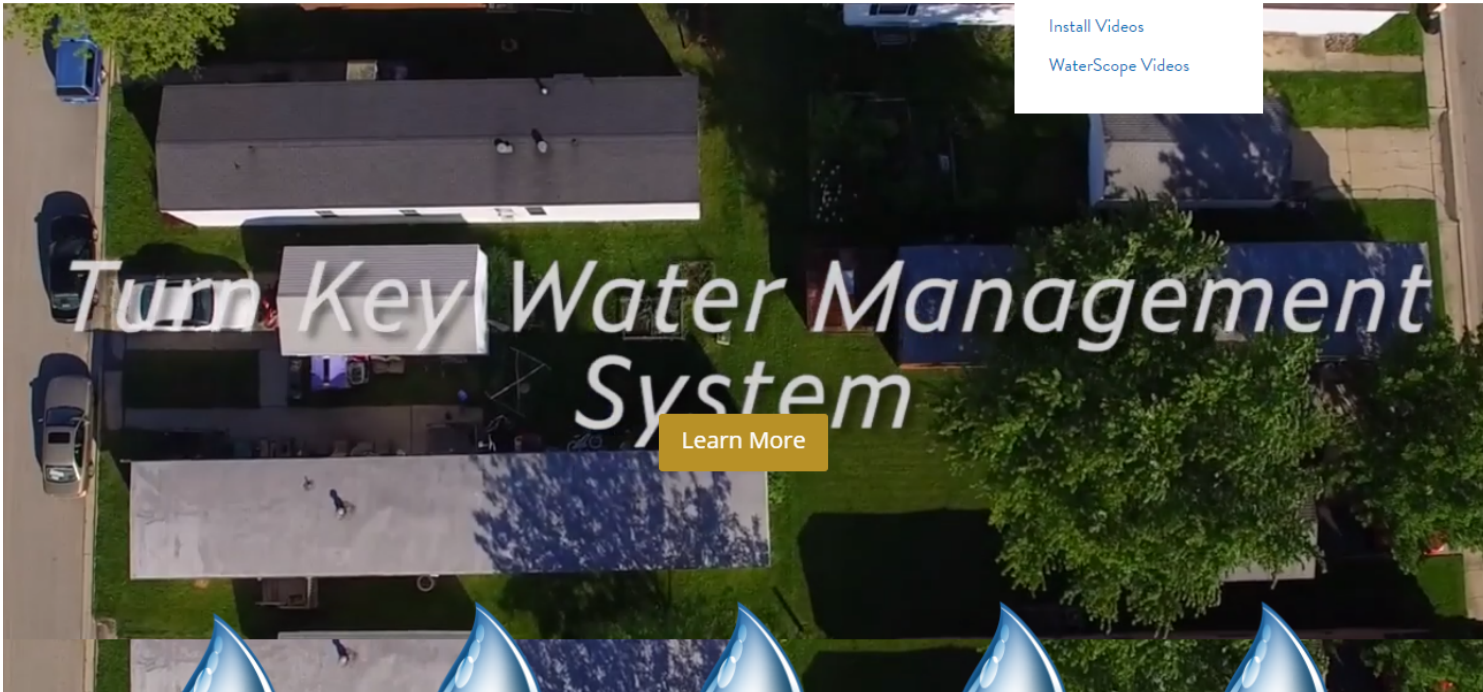 Install Videos
WaterScope Videos
Turn Key Water Management
System
Learn More